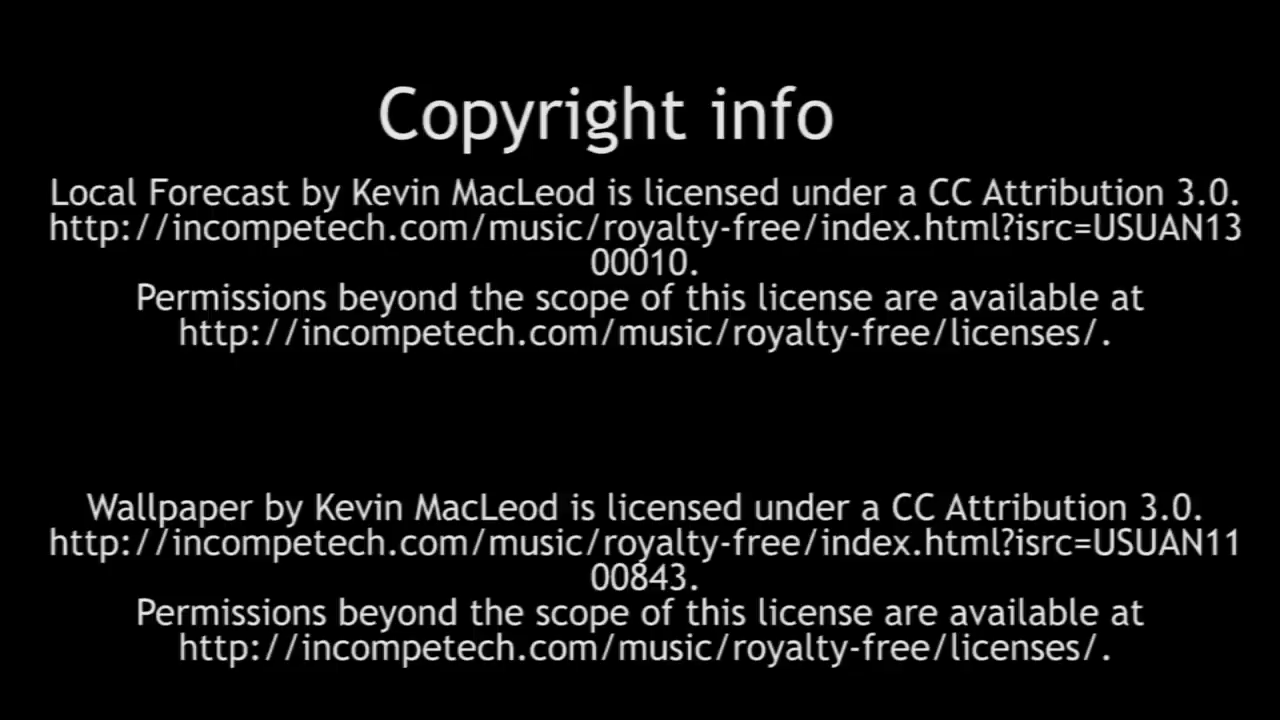 Copyright info
Local Forecast by Kevin MacLeod is licensed under a CC Attribution 3.0.
http://incompetech.com/music/royalty-free/index.html?isrc=USUAN13
00010.
Permissions beyond the scope of this license are available at
http://incompetech.com/music/royalty-free/licenses/.
Wallpaper by Kevin MacLeod is licensed under a CC Attribution 3.0.
http://incompetech.com/music/royalty-free/index.html?isrc=USUAN11
00843.
Permissions beyond the scope of this license are available at
http://incompetech.com/music/royalty-free/licenses/.